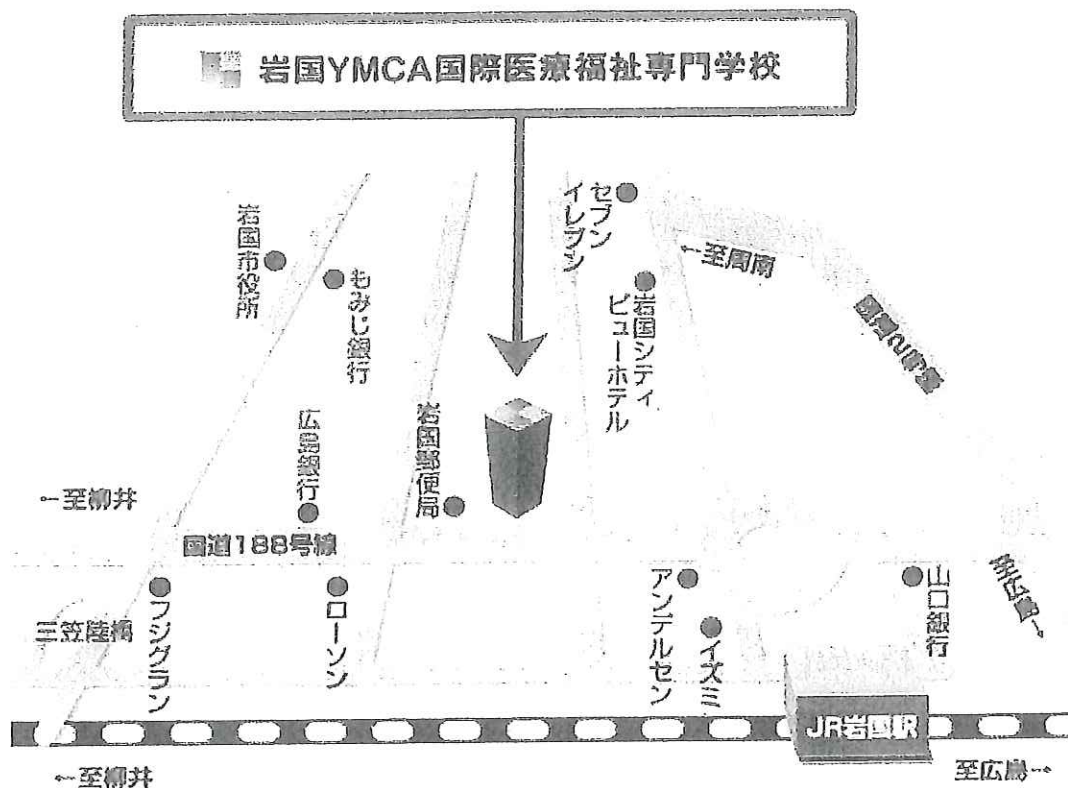 岩国YMCA国際医療福祉専門学校
セブン
イレブン
←至周南
岩国市役所
もみじ銀行
岩国シティ
ビューホテル
国道2号線
広島銀行
岩国郵便局
←至柳井
国道188号線
三笠陸橋
フジグラン
ローソン
アンデルセン
イズミ
山口銀行
至広島→
JR岩国駅
←至柳井
至広島→